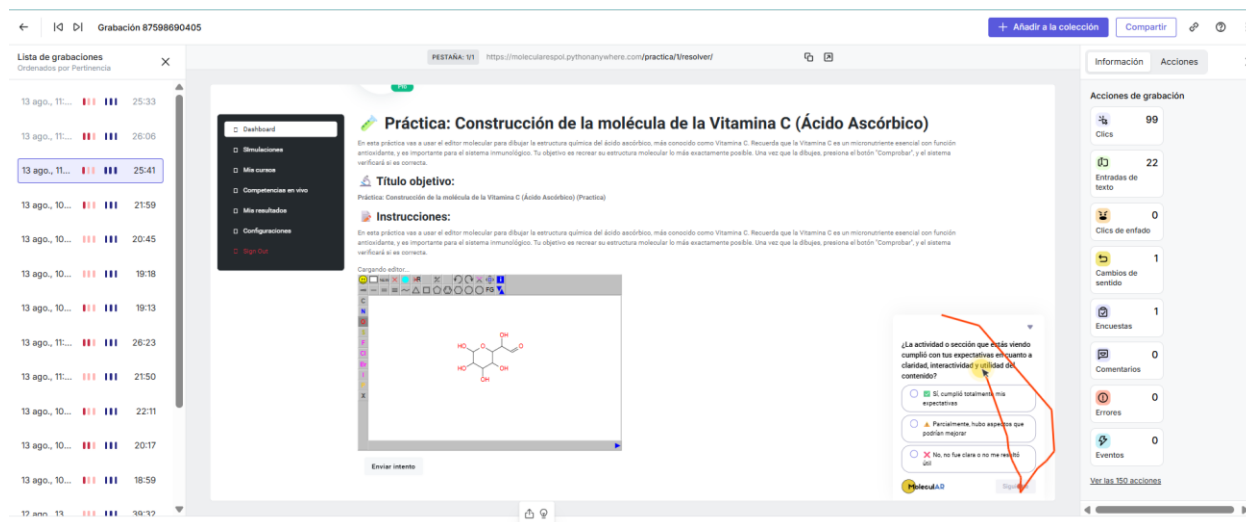 Grabación 87598690405
+ Añadir a la colección
Compartir
Lista de grabaciones
Ordenados por Pertinencia
13 ago., 11:... 25:33
13 ago., 11:... 26:06
13 ago., 11... 25:41
13 ago., 10... 21:59
13 ago., 10... 20:45
13 ago., 10... 19:18
13 ago., 10... 19:13
13 ago., 11:... 26:23
13 ago., 11:... 21:50
13 ago., 10... 22:11
13 ago., 10... 20:17
13 ago., 10... 18:59
12 ago., 13... 39:32
PESTAÑA: 1/1 https://molecularespol.pythonanywhere.com/practica/1/resolver/
Dashboard
Simulaciones
Mis cursos
Competencias en vivo
Mis resultados
Configuraciones
Sign Out
Práctica: Construcción de la molécula de la Vitamina C (Ácido Ascórbico)
En esta práctica vas a usar el editor molecular para dibujar la estructura química del ácido ascórbico, más conocido como Vitamina C. Recuerda que la Vitamina C es un micronutriente esencial con función
antioxidante, y es importante para el sistema inmunológico. Tu objetivo es recrear su estructura molecular lo más exactamente posible. Una vez que la dibujes, presiona el botón "Comprobar", y el sistema
verificará si es correcta.
Título objetivo:
Práctica: Construcción de la molécula de la Vitamina C (Ácido Ascórbico) (Practica)
Instrucciones:
En esta práctica vas a usar el editor molecular para dibujar la estructura química del ácido ascórbico, más conocido como Vitamina C. Recuerda que la Vitamina C es un micronutriente esencial con función
antioxidante, y es importante para el sistema inmunológico. Tu objetivo es recrear su estructura molecular lo más exactamente posible. Una vez que la dibujes, presiona el botón "Comprobar", y el sistema
verificará si es correcta.
Cargando editor...
FG
C
N
F
Cl
Br
I
X
OH
HO O O
HO OH
OH
Enviar intento
¿La actividad o sección que estás viendo
cumplió con tus expectativas en cuanto a
claridad, interactividad y utilidad del
contenido?
Sí, cumplió totalmente mis
expectativas
Parcialmente, hubo aspectos que
podrían mejorar
No, no fue clara o no me resultó
útil
MoleculAR
Información Acciones
Acciones de grabación
99
Clics
22
Entradas de
texto
0
Clics de enfado
1
Cambios de
sentido
1
Encuestas
0
Comentarios
0
Errores
0
Eventos
Ver las 150 acciones